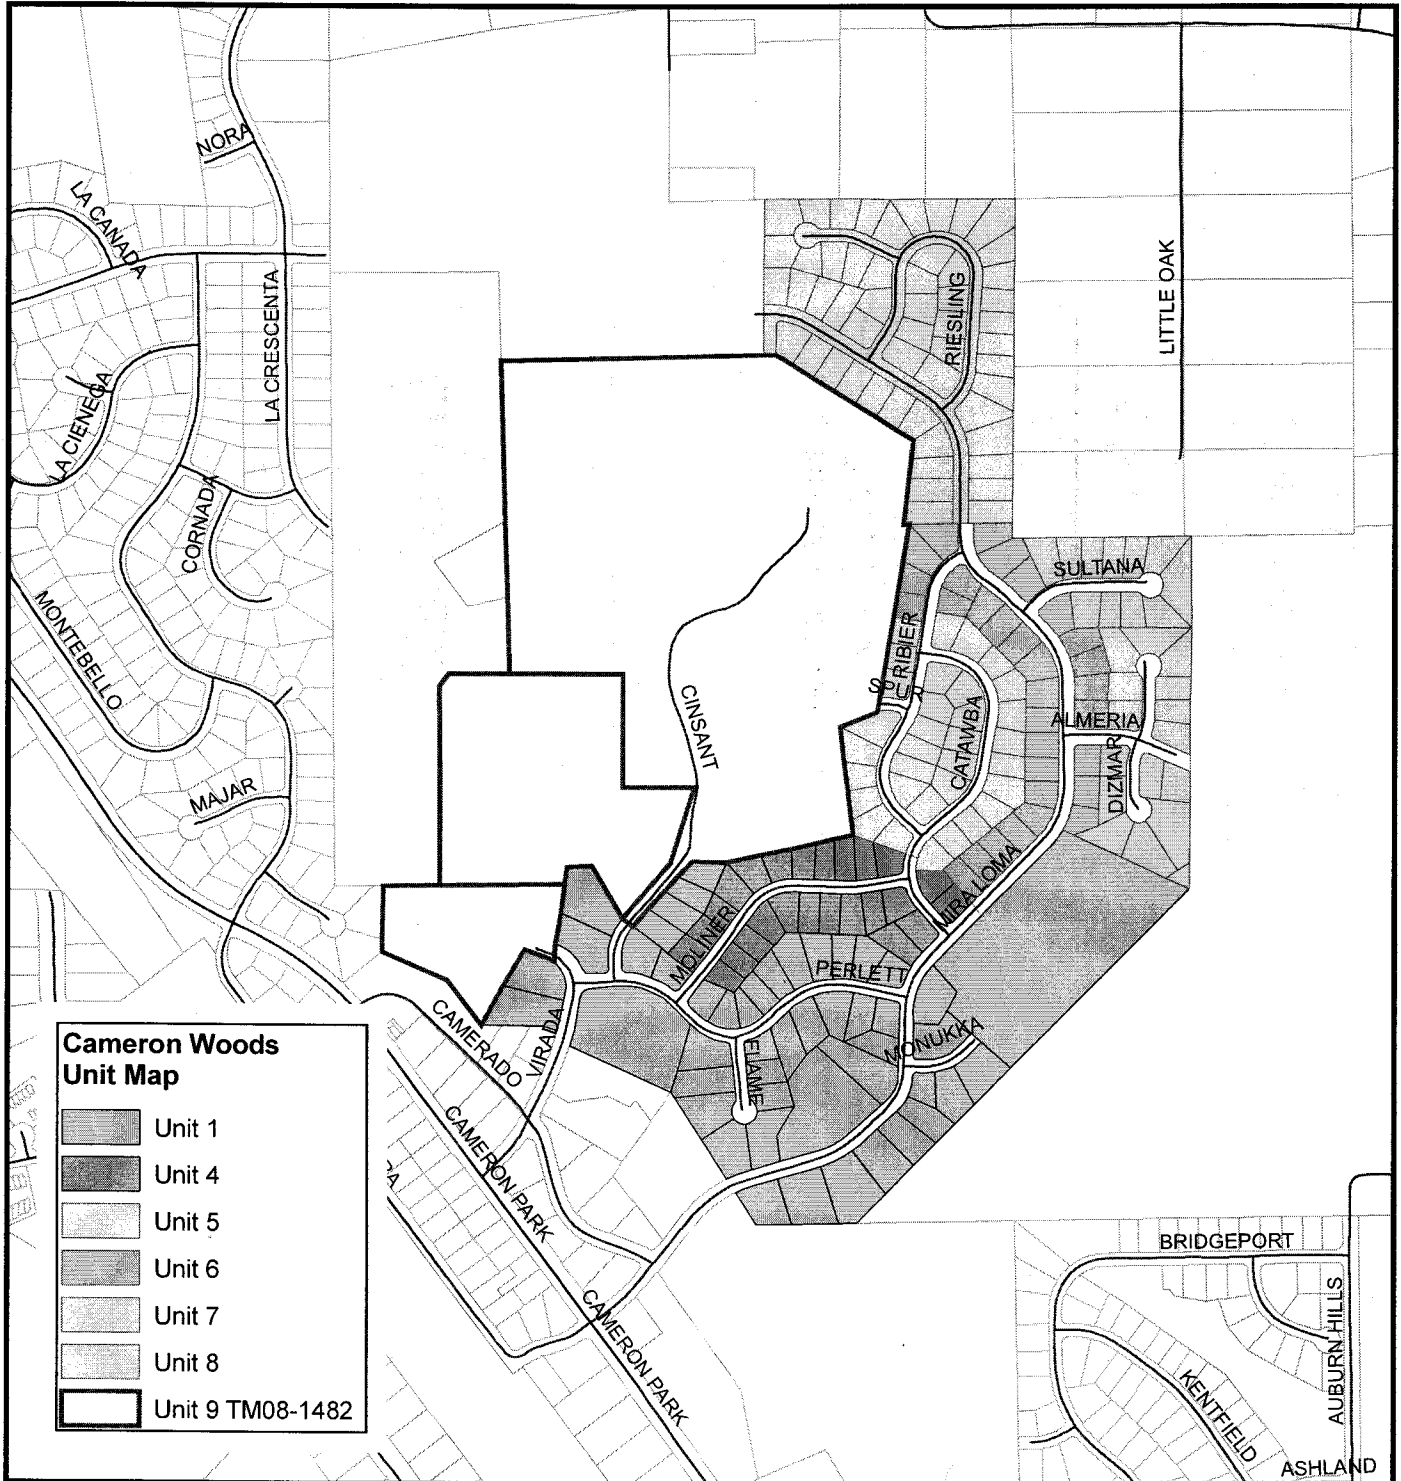 NORA
LA CANADA
LA CRESCENTA
LA CIENEGA
CORNADA
MONTEBELLO
MAJAR
RIESLING
LITTLE OAK
SULTANA
RIBIER
SPUR
CATAWBA
ALMERIA
DIZMAR
CINSANT
MIRA LOMA
MOLINER
PERLETT
MONUKKA
FLAME
VIRADA
CAMERADO
CAMERON PARK
CAMERON PARK
BRIDGEPORT
AUBURN HILLS
KENTFIELD
ASHLAND
Cameron Woods
Unit Map
Unit 1
Unit 4
Unit 5
Unit 6
Unit 7
Unit 8
Unit 9 TM08-1482